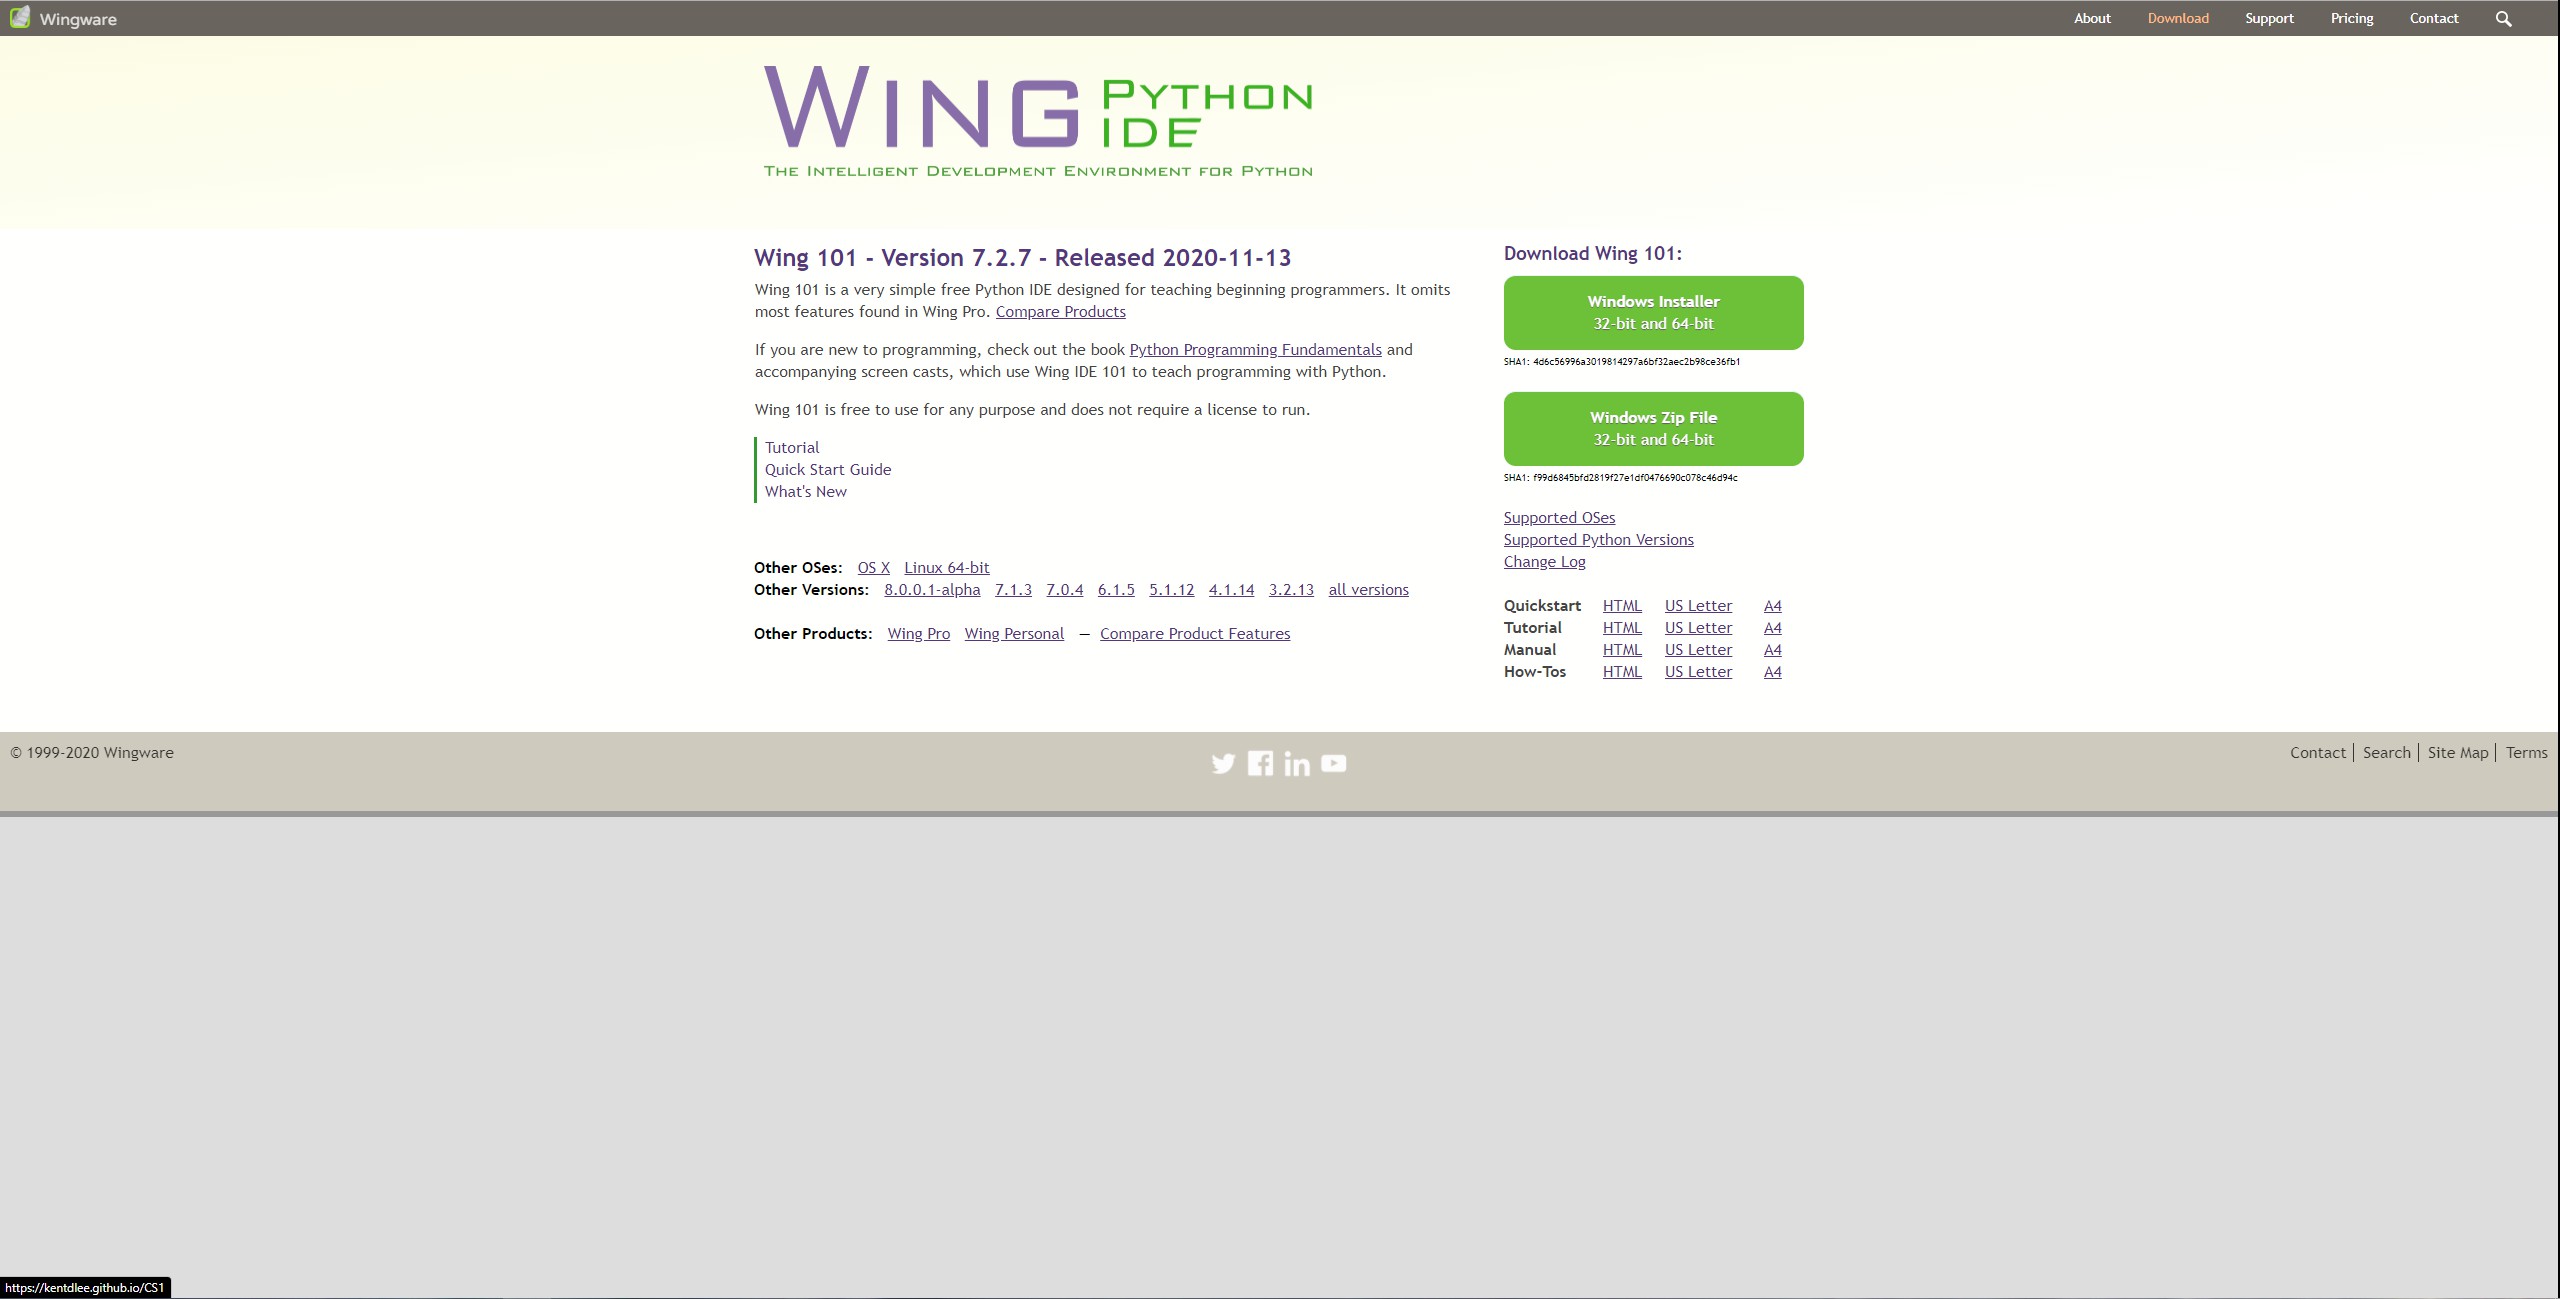 Wingware
About Download Support Pricing Contact
WING PYTHON IDE
THE INTELLIGENT DEVELOPMENT ENVIRONMENT FOR PYTHON
Wing 101 - Version 7.2.7 - Released 2020-11-13
Wing 101 is a very simple free Python IDE designed for teaching beginning programmers. It omits
most features found in Wing Pro. Compare Products
If you are new to programming, check out the book Python Programming Fundamentals and
accompanying screen casts, which use Wing IDE 101 to teach programming with Python.
Wing 101 is free to use for any purpose and does not require a license to run.
Tutorial
Quick Start Guide
What's New
Other OSes: OS X Linux 64-bit
Other Versions: 8.0.0.1-alpha 7.1.3 7.0.4 6.1.5 5.1.12 4.1.14 3.2.13 all versions
Other Products: Wing Pro Wing Personal — Compare Product Features
Download Wing 101:
Windows Installer
32-bit and 64-bit
SHA1: 4d6c56996a3019814297a6bf32aec2b98ce36fb1
Windows Zip File
32-bit and 64-bit
SHA1: f99d6845bfd2819f27e1df0476690c078c46d94c
Supported OSes
Supported Python Versions
Change Log
Quickstart HTML US Letter A4
Tutorial HTML US Letter A4
Manual HTML US Letter A4
How-Tos HTML US Letter A4
© 1999-2020 Wingware
Contact | Search | Site Map | Terms
https://kentdlee.github.io/CS1